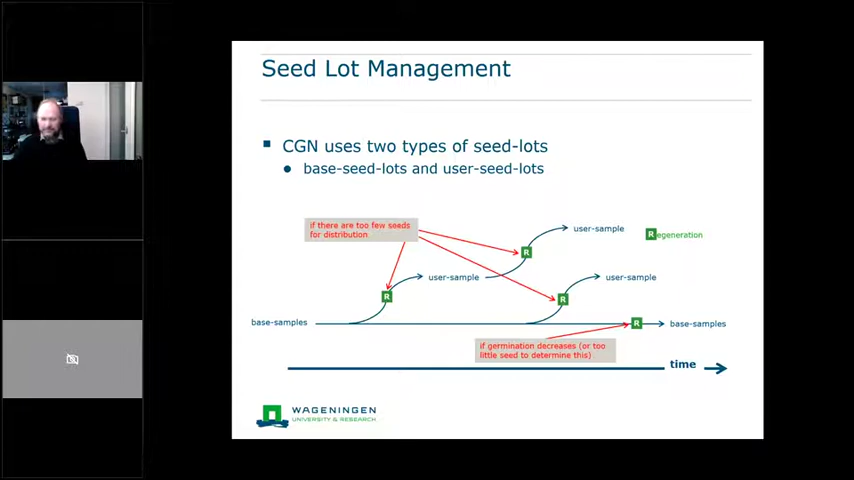 Seed Lot Management
CGN uses two types of seed-lots
base-seed-lots and user-seed-lots
if there are too few seeds
for distribution
user-sample
R
Regeneration
R
user-sample
user-sample
R
R
base-samples
R
base-samples
if germination decreases (or too
little seed to determine this)
time
WAGENINGEN
UNIVERSITY & RESEARCH